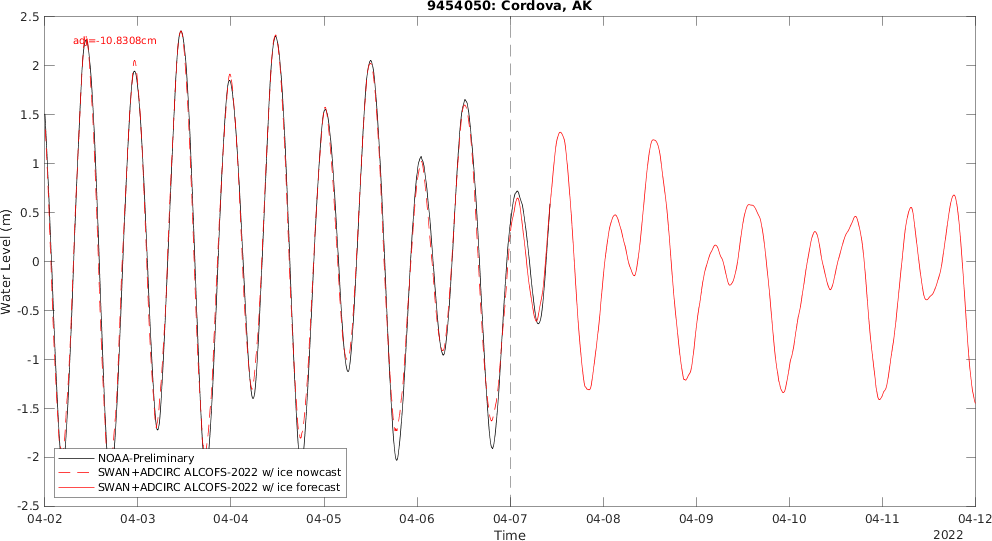 9454050: Cordova, AK
adj=-10.8308cm
Water Level (m)
2.5
2
1.5
1
0.5
0
-0.5
-1
-1.5
-2
-2.5
NOAA-Preliminary
SWAN+ADCIRC ALCOFS-2022 w/ ice nowcast
SWAN+ADCIRC ALCOFS-2022 w/ ice forecast
04-02 04-03 04-04 04-05 04-06 04-07 04-08 04-09 04-10 04-11 04-12
Time
2022